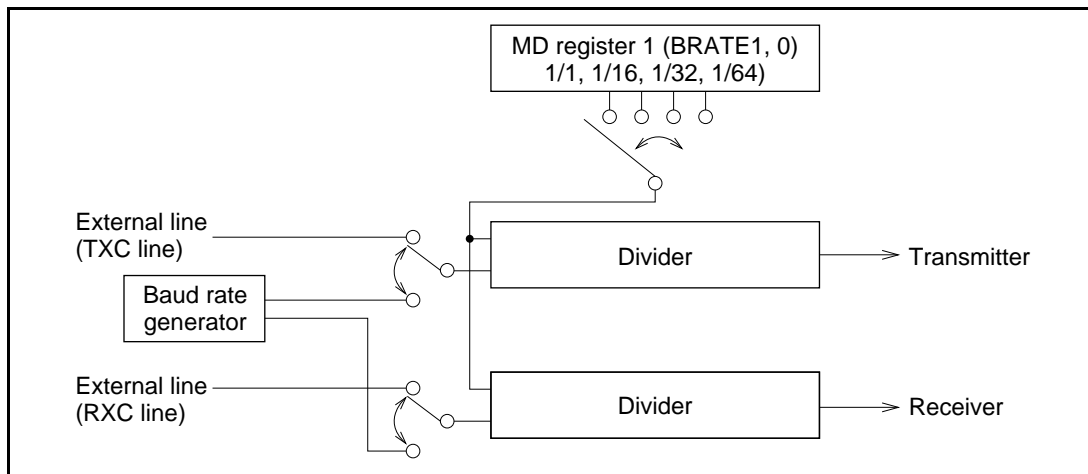 MD register 1 (BRATE1, 0)
1/1, 1/16, 1/32, 1/64)
External line
(TXC line)
Divider
Transmitter
Baud rate
generator
External line
(RXC line)
Divider
Receiver